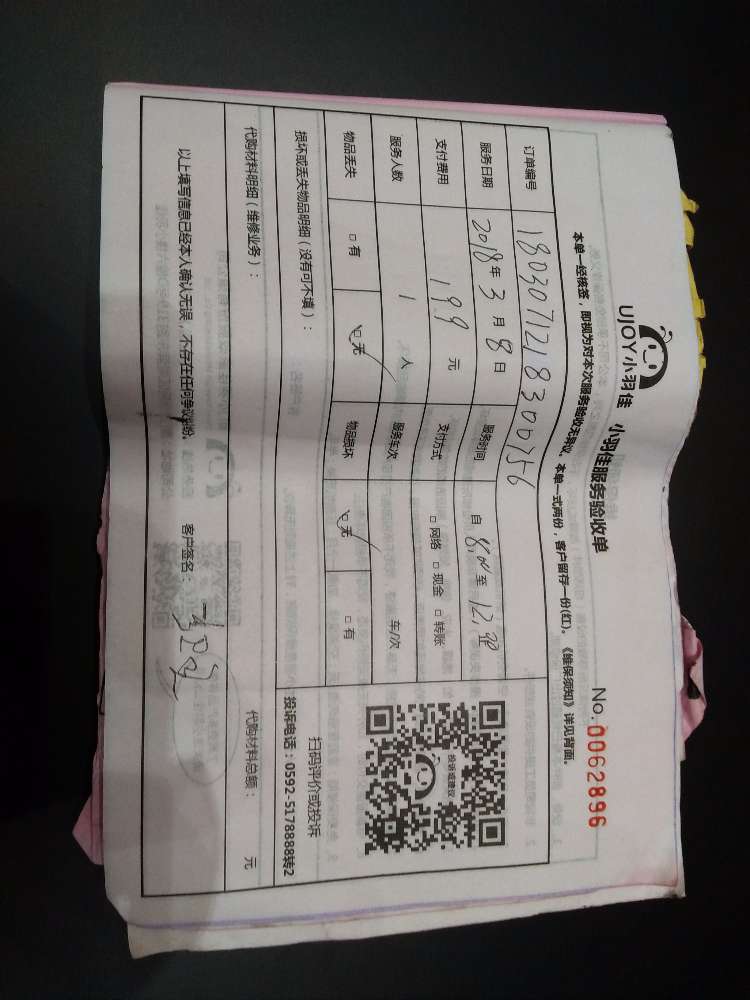 UJOY小羽佳
小羽佳服务验收单
No. 0062896
本单一经核签，即视为对本次服务验收无异议。本单一式两份，客户留存一份(红)。《维保须知》详见背面。
订单编号 1803071218300756
服务日期 2018年3月8日 服务时间 自8:00至12:00
支付费用 199元 支付方式 □网络 □现金 □转账
服务人数 1人 服务车次 车/次
物品丢失 □有 □无 物品损坏 □无 □有
损坏或丢失物品明细（没有可不填）：
投诉或建议
扫码评价或投诉
投诉电话：0592-5178888转2
代购材料明细（维修业务）： 代购材料总额： 元
以上填写信息已经本人确认无误，不存在任何争议纠纷。 客户签名：